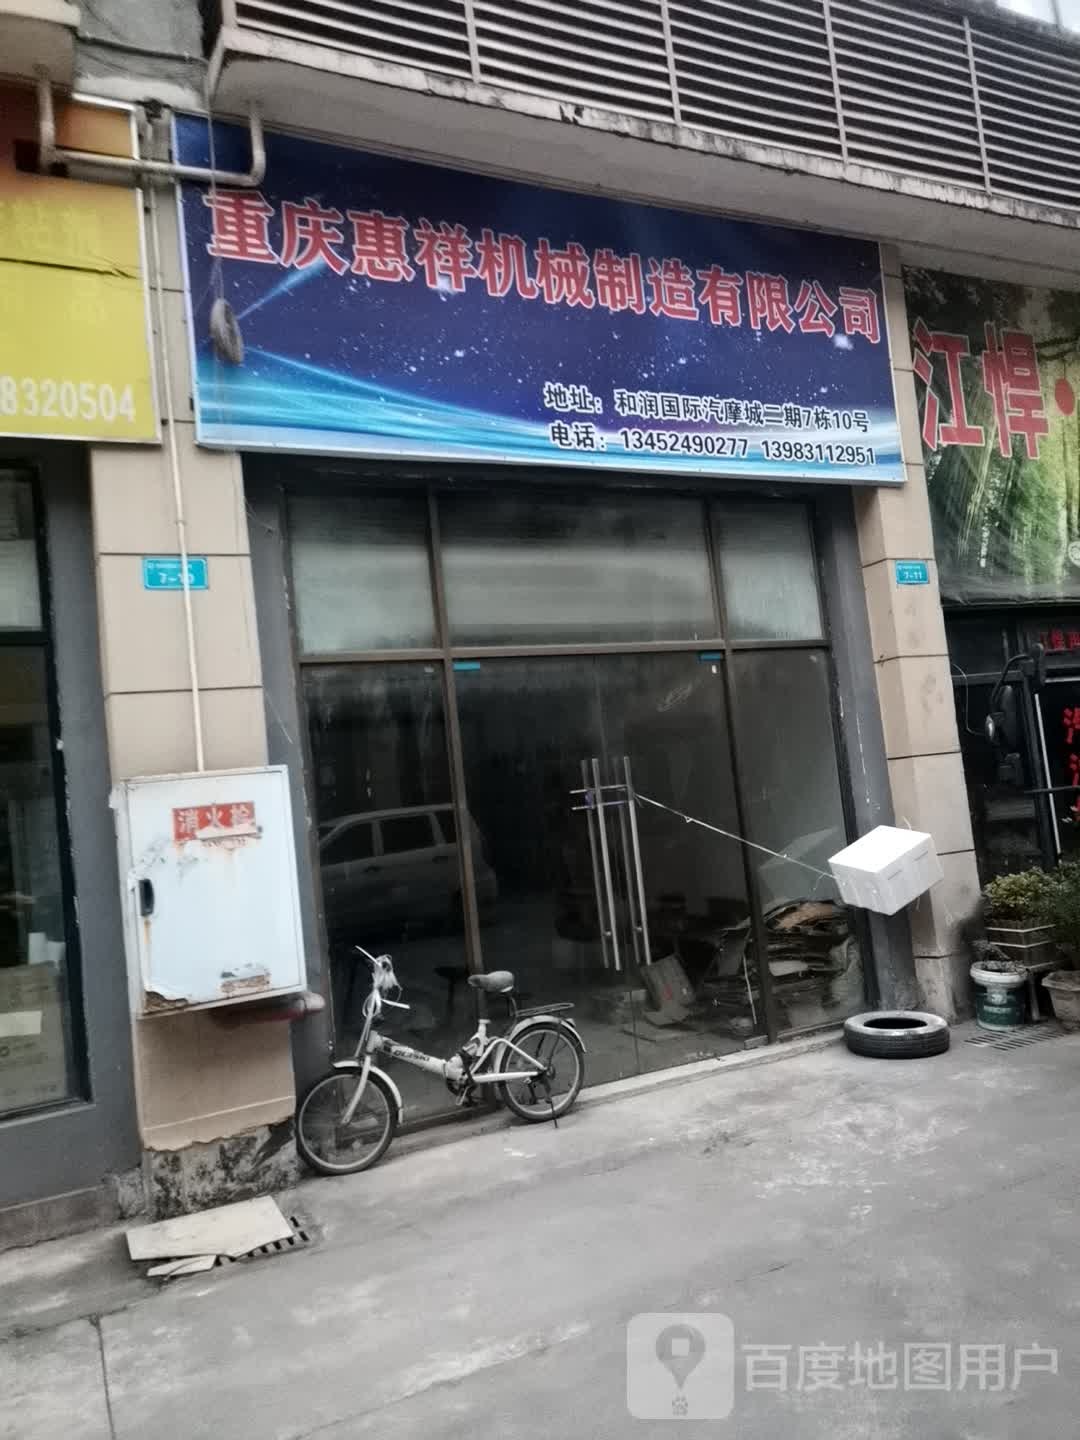 重庆惠祥机械制造有限公司
地址：和润国际汽摩城二期7栋10号
电话：13452490277 13983112951
8320504
江悍·
7-10
7-11
消火栓
百度地图用户